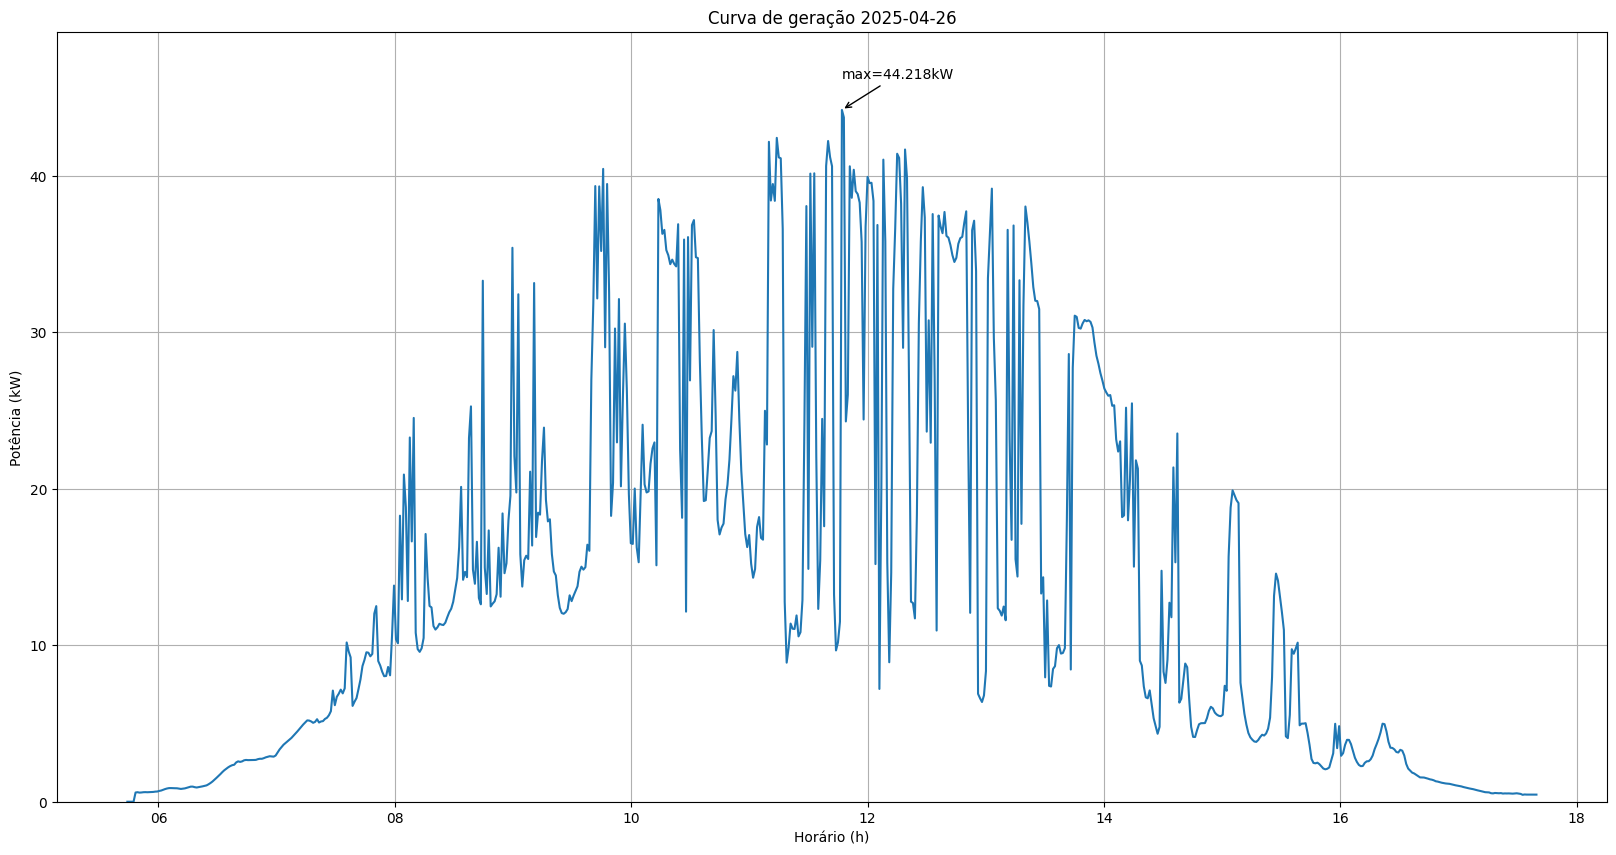 Curva de geração 2025-04-26
max=44.218kW
Potência (kW)
40
30
20
10
0
06 08 10 12 14 16 18
Horário (h)